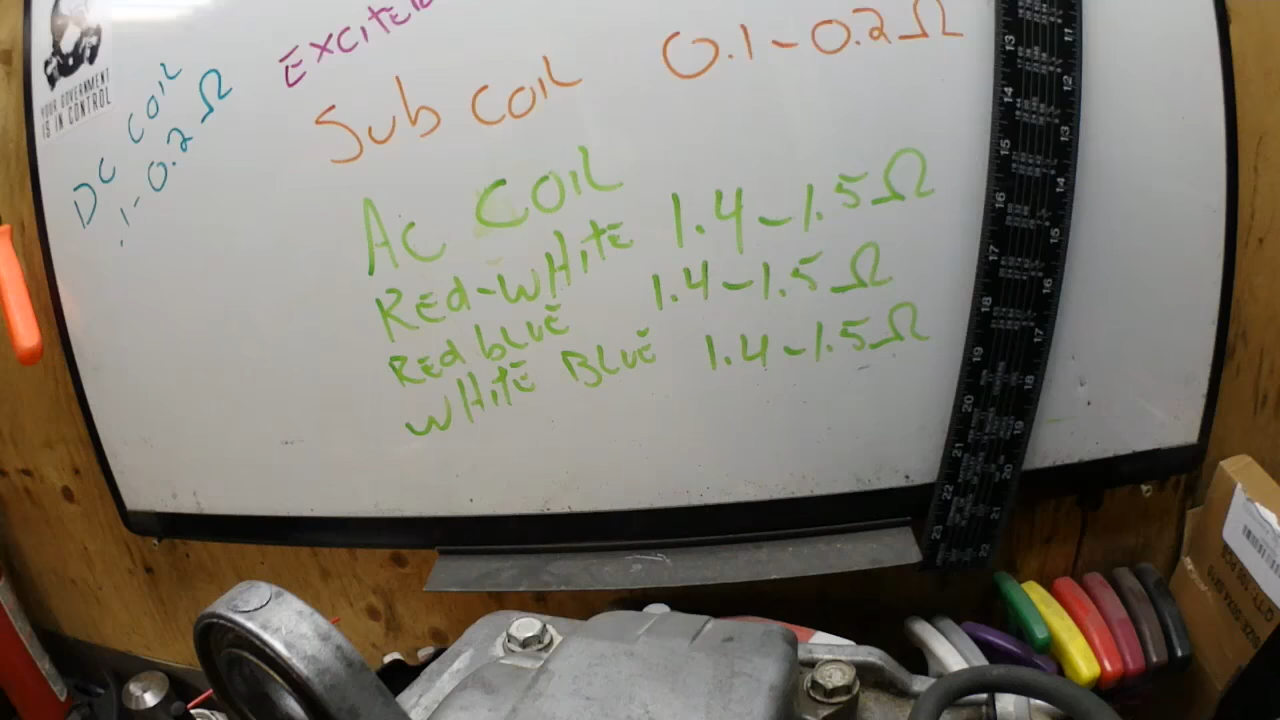 EXCITER
Sub COIL 0.1-0.2Ω
DC COIL
.1-0.2Ω
YOUR GOVERNMENT
IS IN CONTROL
AC COIL
Red-WHITE 1.4-1.5Ω
Red blue 1.4-1.5Ω
WHITE BLUE 1.4-1.5Ω